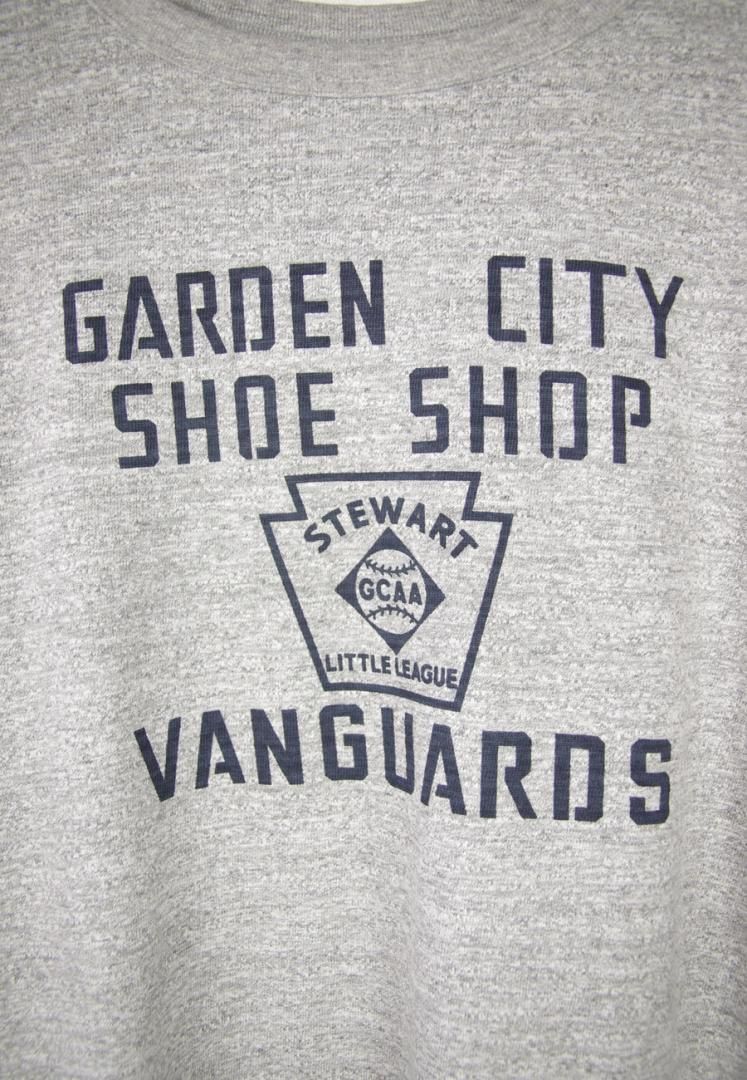 GARDEN CITY
SHOE SHOP
STEWART
GCAA
LITTLE LEAGUE
VANGUARDS